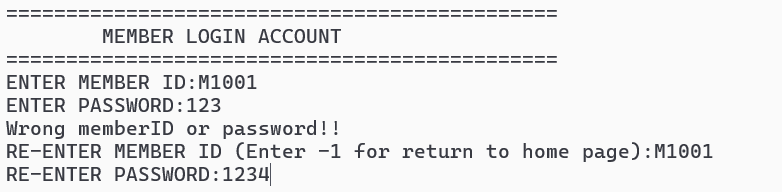 ==============================================
MEMBER LOGIN ACCOUNT
==============================================
ENTER MEMBER ID:M1001
ENTER PASSWORD:123
Wrong memberID or password!!
RE-ENTER MEMBER ID (Enter -1 for return to home page):M1001
RE-ENTER PASSWORD:1234